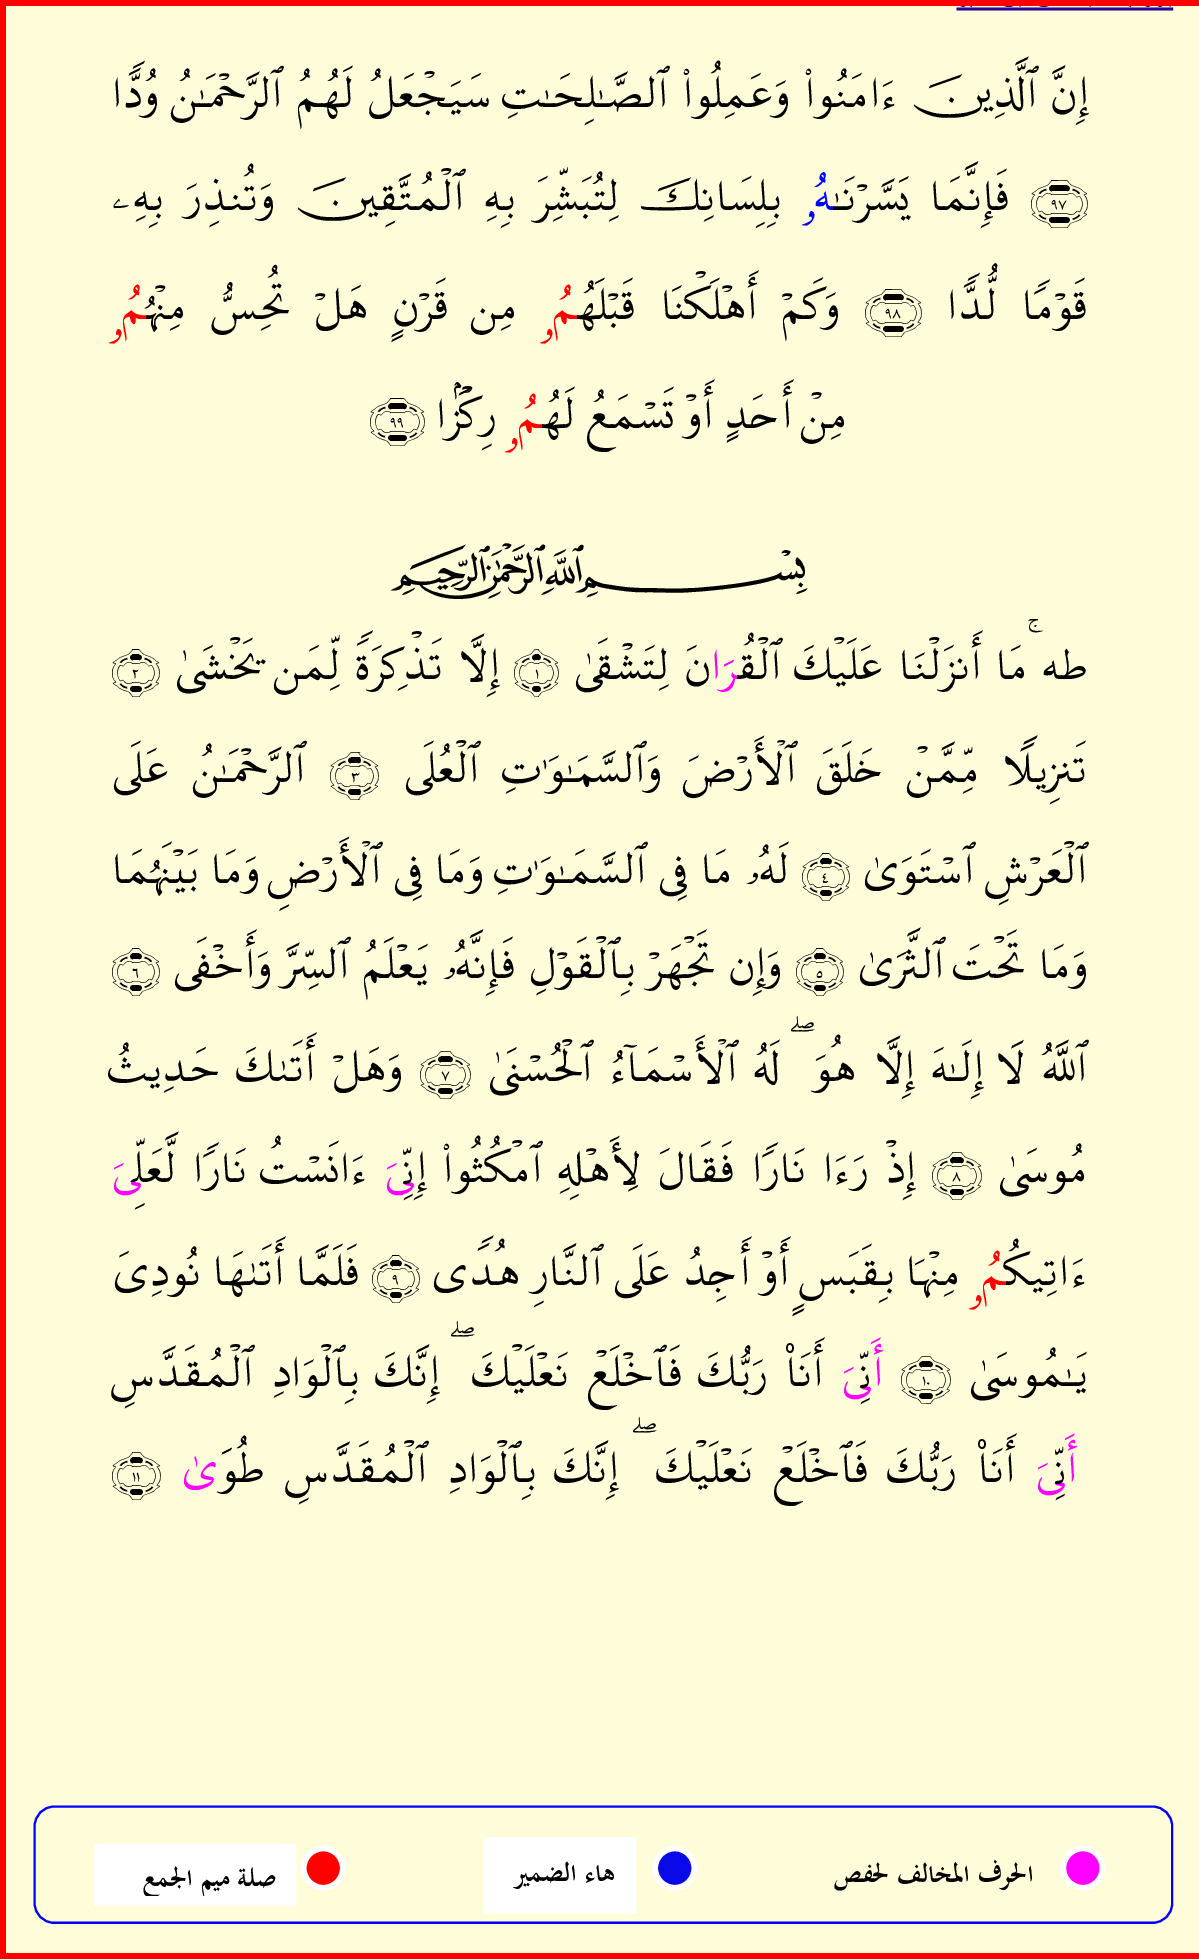 إِنَّ ٱلَّذِينَ ءَامَنُوا۟ وَعَمِلُوا۟ ٱلصَّـٰلِحَـٰتِ سَيَجْعَلُ لَهُمُ ٱلرَّحْمَـٰنُ وُدًّا
٩٧ فَإِنَّمَا يَسَّرْنَـٰهُۥ بِلِسَانِكَ لِتُبَشِّرَ بِهِ ٱلْمُتَّقِينَ وَتُنذِرَ بِهِۦ
قَوْمًا لُّدًّا ٩٨ وَكَمْ أَهْلَكْنَا قَبْلَهُمُۥ مِن قَرْنٍ هَلْ تُحِسُّ مِنْهُمُۥ
مِنْ أَحَدٍ أَوْ تَسْمَعُ لَهُمُۥ رِكْزًۢا ٩٩
بِسْمِ ٱللَّهِ ٱلرَّحْمَـٰنِ ٱلرَّحِيمِ
طه ۚ مَا أَنزَلْنَا عَلَيْكَ ٱلْقُرَانَ لِتَشْقَىٰ ١ إِلَّا تَذْكِرَةً لِّمَن يَخْشَىٰ ٢
تَنزِيلًا مِّمَّنْ خَلَقَ ٱلْأَرْضَ وَٱلسَّمَـٰوَٰتِ ٱلْعُلَى ٣ ٱلرَّحْمَـٰنُ عَلَى
ٱلْعَرْشِ ٱسْتَوَىٰ ٤ لَهُۥ مَا فِى ٱلسَّمَـٰوَٰتِ وَمَا فِى ٱلْأَرْضِ وَمَا بَيْنَهُمَا
وَمَا تَحْتَ ٱلثَّرَىٰ ٥ وَإِن تَجْهَرْ بِٱلْقَوْلِ فَإِنَّهُۥ يَعْلَمُ ٱلسِّرَّ وَأَخْفَى ٦
ٱللَّهُ لَا إِلَـٰهَ إِلَّا هُوَ ۖ لَهُ ٱلْأَسْمَآءُ ٱلْحُسْنَىٰ ٧ وَهَلْ أَتَىٰكَ حَدِيثُ
مُوسَىٰ ٨ إِذْ رَءَا نَارًا فَقَالَ لِأَهْلِهِ ٱمْكُثُوا۟ إِنِّىَ ءَانَسْتُ نَارًا لَّعَلِّىَ
ءَاتِيكُمُۥ مِنْهَا بِقَبَسٍ أَوْ أَجِدُ عَلَى ٱلنَّارِ هُدًى ٩ فَلَمَّا أَتَىٰهَا نُودِىَ
يَـٰمُوسَىٰ ١٠ أَنِّىَ أَنَا۠ رَبُّكَ فَٱخْلَعْ نَعْلَيْكَ ۖ إِنَّكَ بِٱلْوَادِ ٱلْمُقَدَّسِ
أَنِّىَ أَنَا۠ رَبُّكَ فَٱخْلَعْ نَعْلَيْكَ ۖ إِنَّكَ بِٱلْوَادِ ٱلْمُقَدَّسِ طُوَىٰ ١١
الحرف المخالف لحفص هاء الضمير صلة ميم الجمع